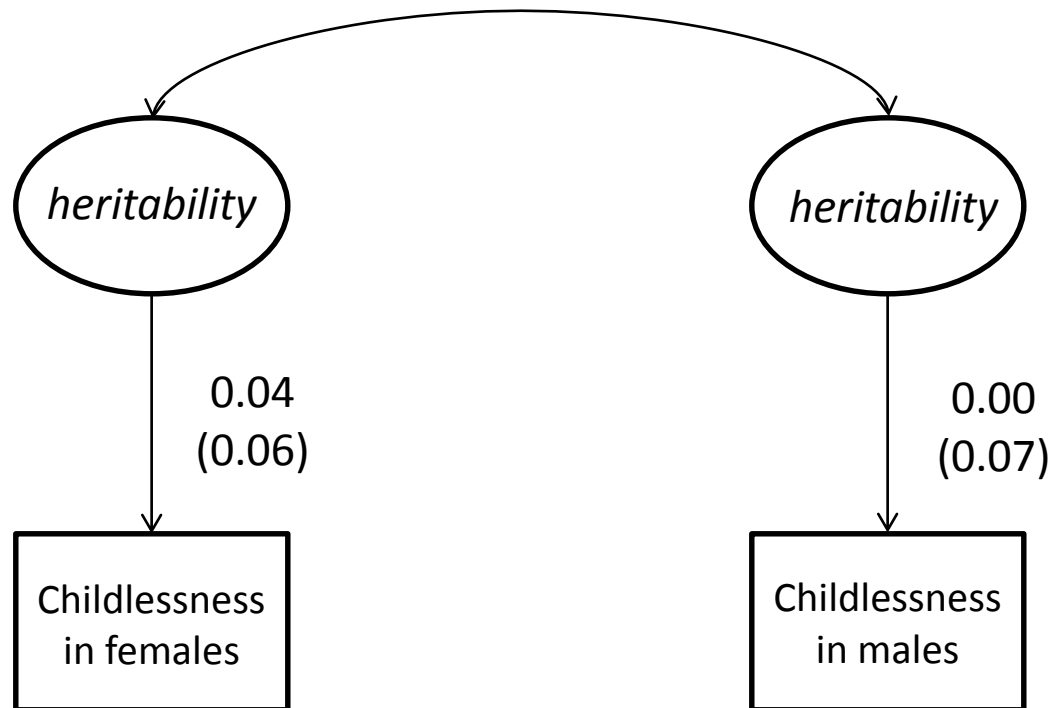 heritability
heritability
0.04
(0.06)
0.00
(0.07)
Childlessness
in females
Childlessness
in males